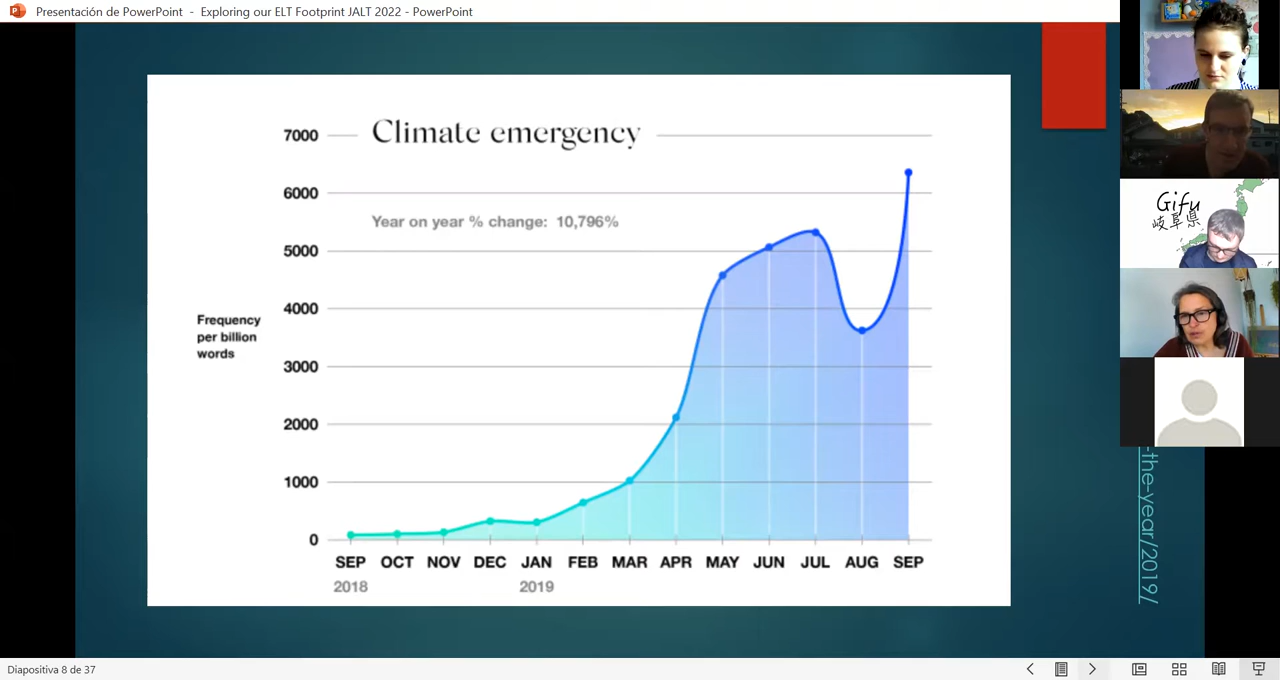 Presentación de PowerPoint - Exploring our ELT Footprint JALT 2022 - PowerPoint
Climate emergency
Year on year % change: 10,796%
Frequency
per billion
words
7000
6000
5000
4000
3000
2000
1000
0
SEP OCT NOV DEC JAN FEB MAR APR MAY JUN JUL AUG SEP
2018 2019
Gifu
岐阜県
-the-year/2019/
Diapositiva 8 de 37